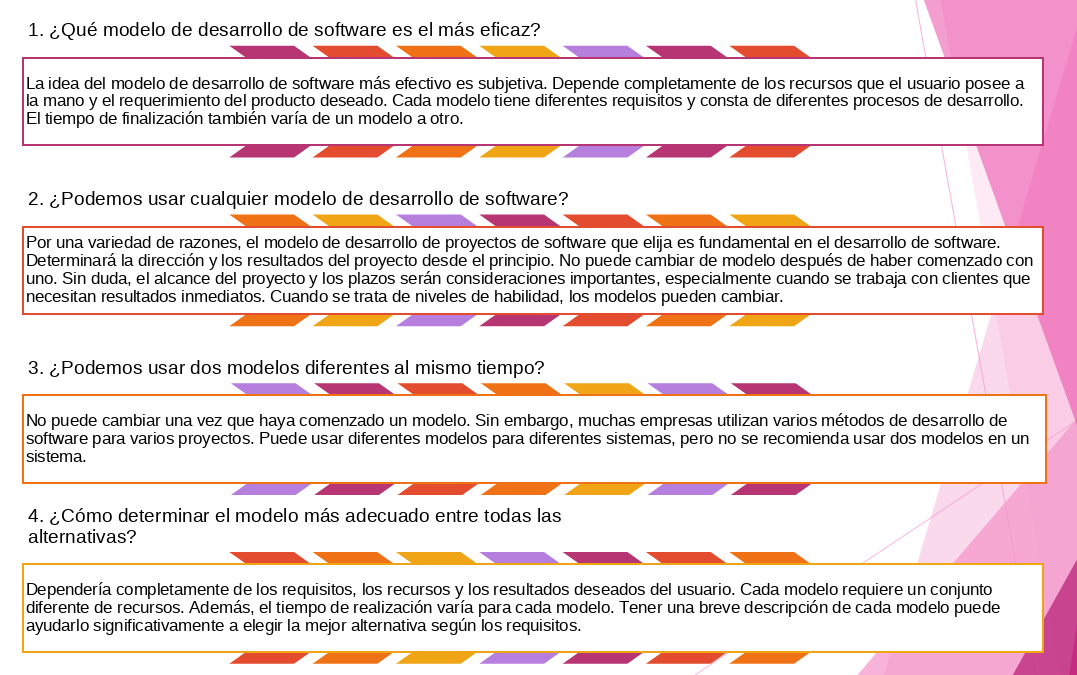 1. ¿Qué modelo de desarrollo de software es el más eficaz?
La idea del modelo de desarrollo de software más efectivo es subjetiva. Depende completamente de los recursos que el usuario posee a
la mano y el requerimiento del producto deseado. Cada modelo tiene diferentes requisitos y consta de diferentes procesos de desarrollo.
El tiempo de finalización también varía de un modelo a otro.
2. ¿Podemos usar cualquier modelo de desarrollo de software?
Por una variedad de razones, el modelo de desarrollo de proyectos de software que elija es fundamental en el desarrollo de software.
Determinará la dirección y los resultados del proyecto desde el principio. No puede cambiar de modelo después de haber comenzado con
uno. Sin duda, el alcance del proyecto y los plazos serán consideraciones importantes, especialmente cuando se trabaja con clientes que
necesitan resultados inmediatos. Cuando se trata de niveles de habilidad, los modelos pueden cambiar.
3. ¿Podemos usar dos modelos diferentes al mismo tiempo?
No puede cambiar una vez que haya comenzado un modelo. Sin embargo, muchas empresas utilizan varios métodos de desarrollo de
software para varios proyectos. Puede usar diferentes modelos para diferentes sistemas, pero no se recomienda usar dos modelos en un
sistema.
4. ¿Cómo determinar el modelo más adecuado entre todas las
alternativas?
Dependería completamente de los requisitos, los recursos y los resultados deseados del usuario. Cada modelo requiere un conjunto
diferente de recursos. Además, el tiempo de realización varía para cada modelo. Tener una breve descripción de cada modelo puede
ayudarlo significativamente a elegir la mejor alternativa según los requisitos.